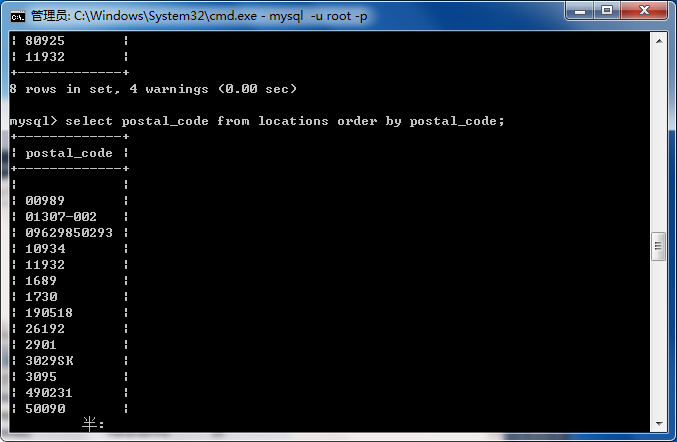 管理员: C:\Windows\System32\cmd.exe - mysql -u root -p
¦ 80925       ¦
¦ 11932       ¦
+-------------+
8 rows in set, 4 warnings (0.00 sec)
mysql> select postal_code from locations order by postal_code;
+-------------+
¦ postal_code ¦
+-------------+
¦             ¦
¦ 00989       ¦
¦ 01307-002   ¦
¦ 09629850293 ¦
¦ 10934       ¦
¦ 11932       ¦
¦ 1689        ¦
¦ 1730        ¦
¦ 190518      ¦
¦ 26192       ¦
¦ 2901        ¦
¦ 3029SK      ¦
¦ 3095        ¦
¦ 490231      ¦
¦ 50090       ¦
半: